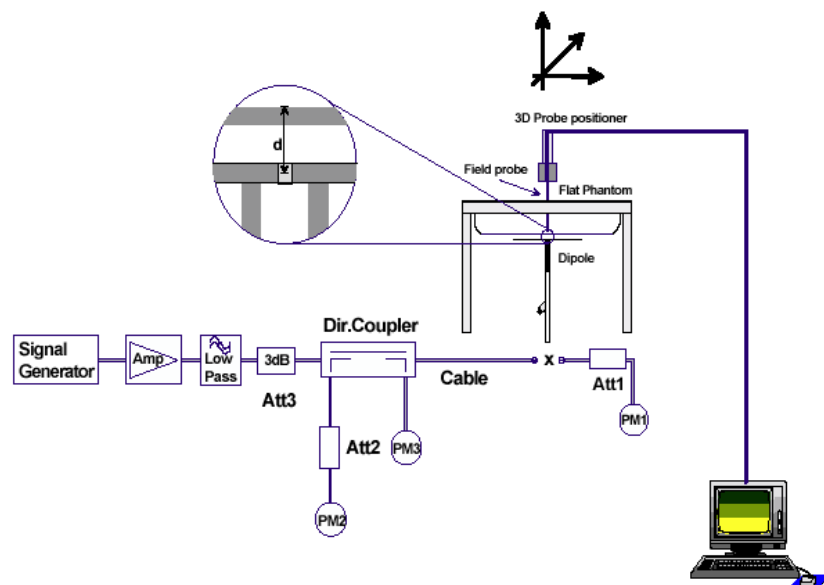 3D Probe positioner
d
Field probe
Flat Phantom
Dipole
Dir.Coupler
Signal
Generator
Amp
Low
Pass
3dB
Cable
x
Att1
Att3
PM1
Att2
PM3
PM2